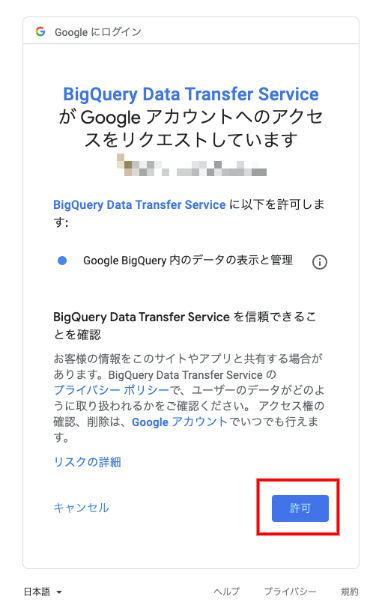 Google にログイン
BigQuery Data Transfer Service
が Google アカウントへのアクセ
スをリクエストしています
BigQuery Data Transfer Service に以下を許可しま
す:
Google BigQuery 内のデータの表示と管理
BigQuery Data Transfer Service を信頼できるこ
とを確認
お客様の情報をこのサイトやアプリと共有する場合が
あります。BigQuery Data Transfer Service の
プライバシー ポリシーで、ユーザーのデータがどのよ
うに取り扱われるかをご確認ください。 アクセス権の
確認、削除は、Google アカウントでいつでも行えま
す。
リスクの詳細
キャンセル
許可
日本語
ヘルプ
プライバシー
規約